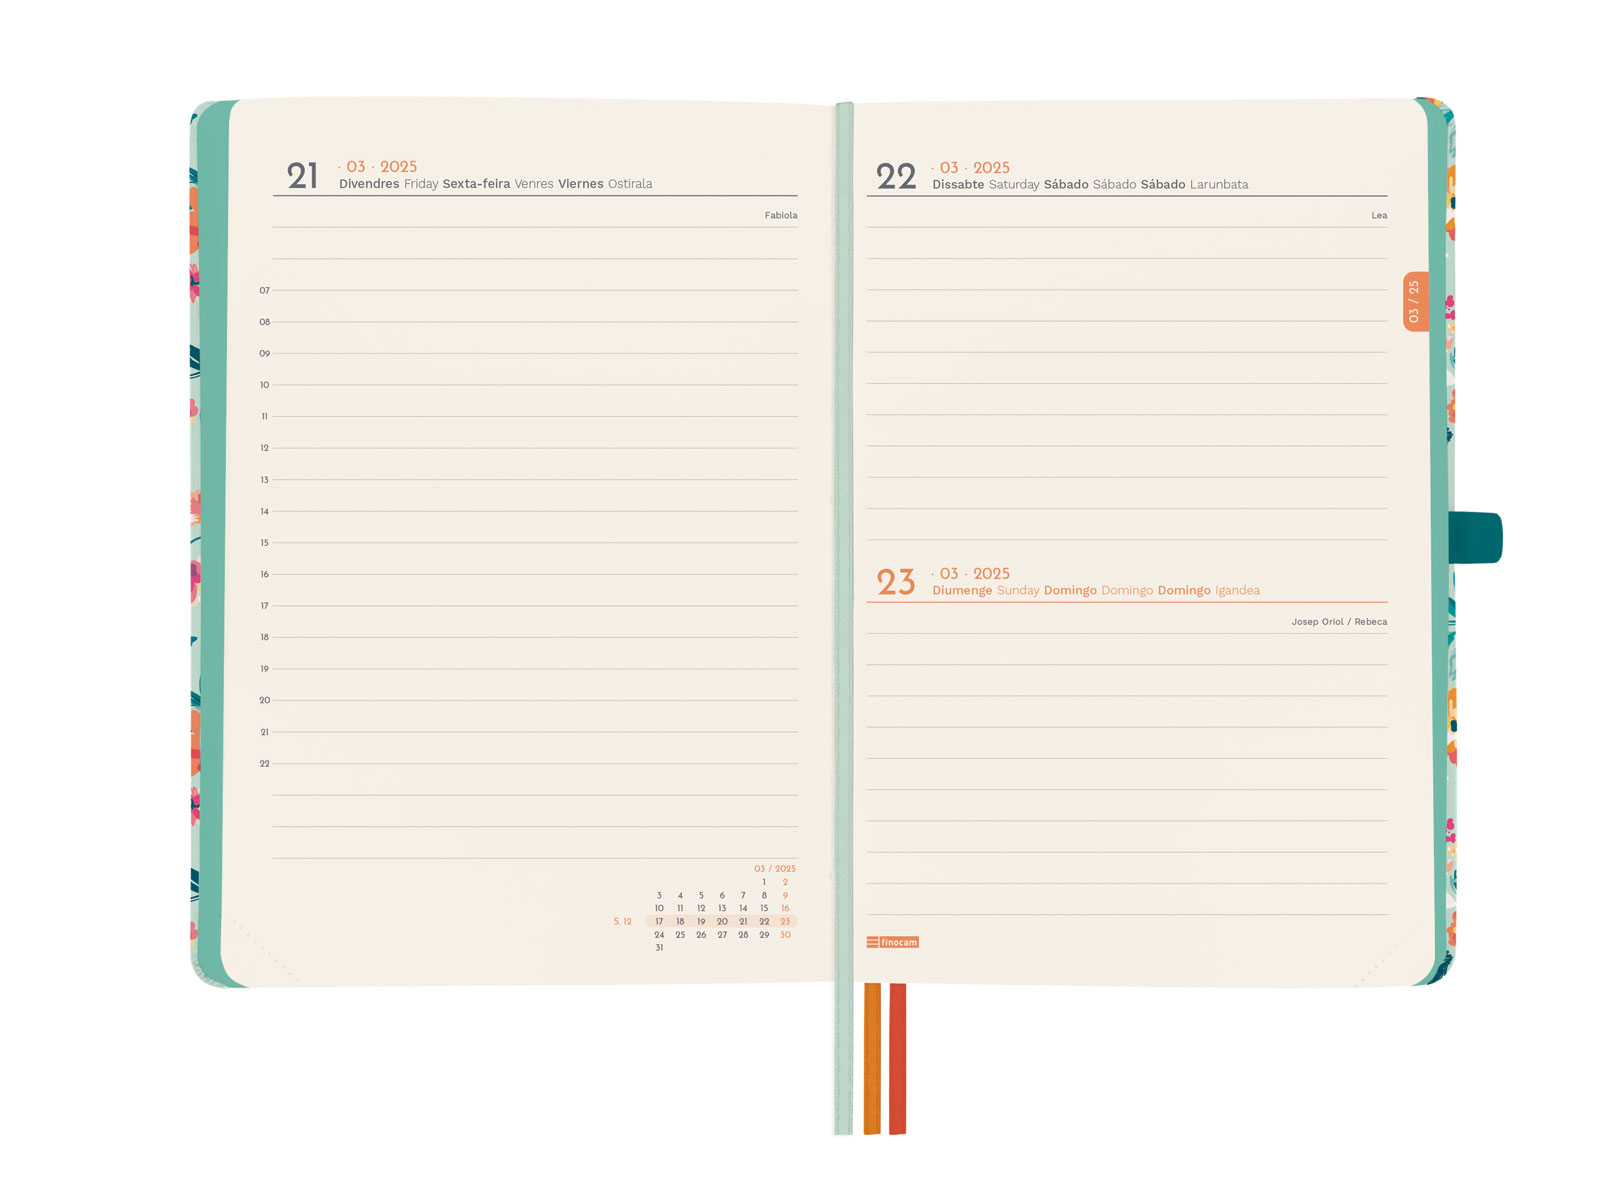 21 · 03 · 2025
Divendres Friday Sexta-feira Venres Viernes Ostirala
Fabiola
07
08
09
10
11
12
13
14
15
16
17
18
19
20
21
22
03 / 2025
1 2
3 4 5 6 7 8 9
10 11 12 13 14 15 16
S. 12 17 18 19 20 21 22 23
24 25 26 27 28 29 30
31
22 · 03 · 2025
Dissabte Saturday Sábado Sábado Sábado Larunbata
Lea
03 / 25
23 · 03 · 2025
Diumenge Sunday Domingo Domingo Domingo Igandea
Josep Oriol / Rebeca
finocam